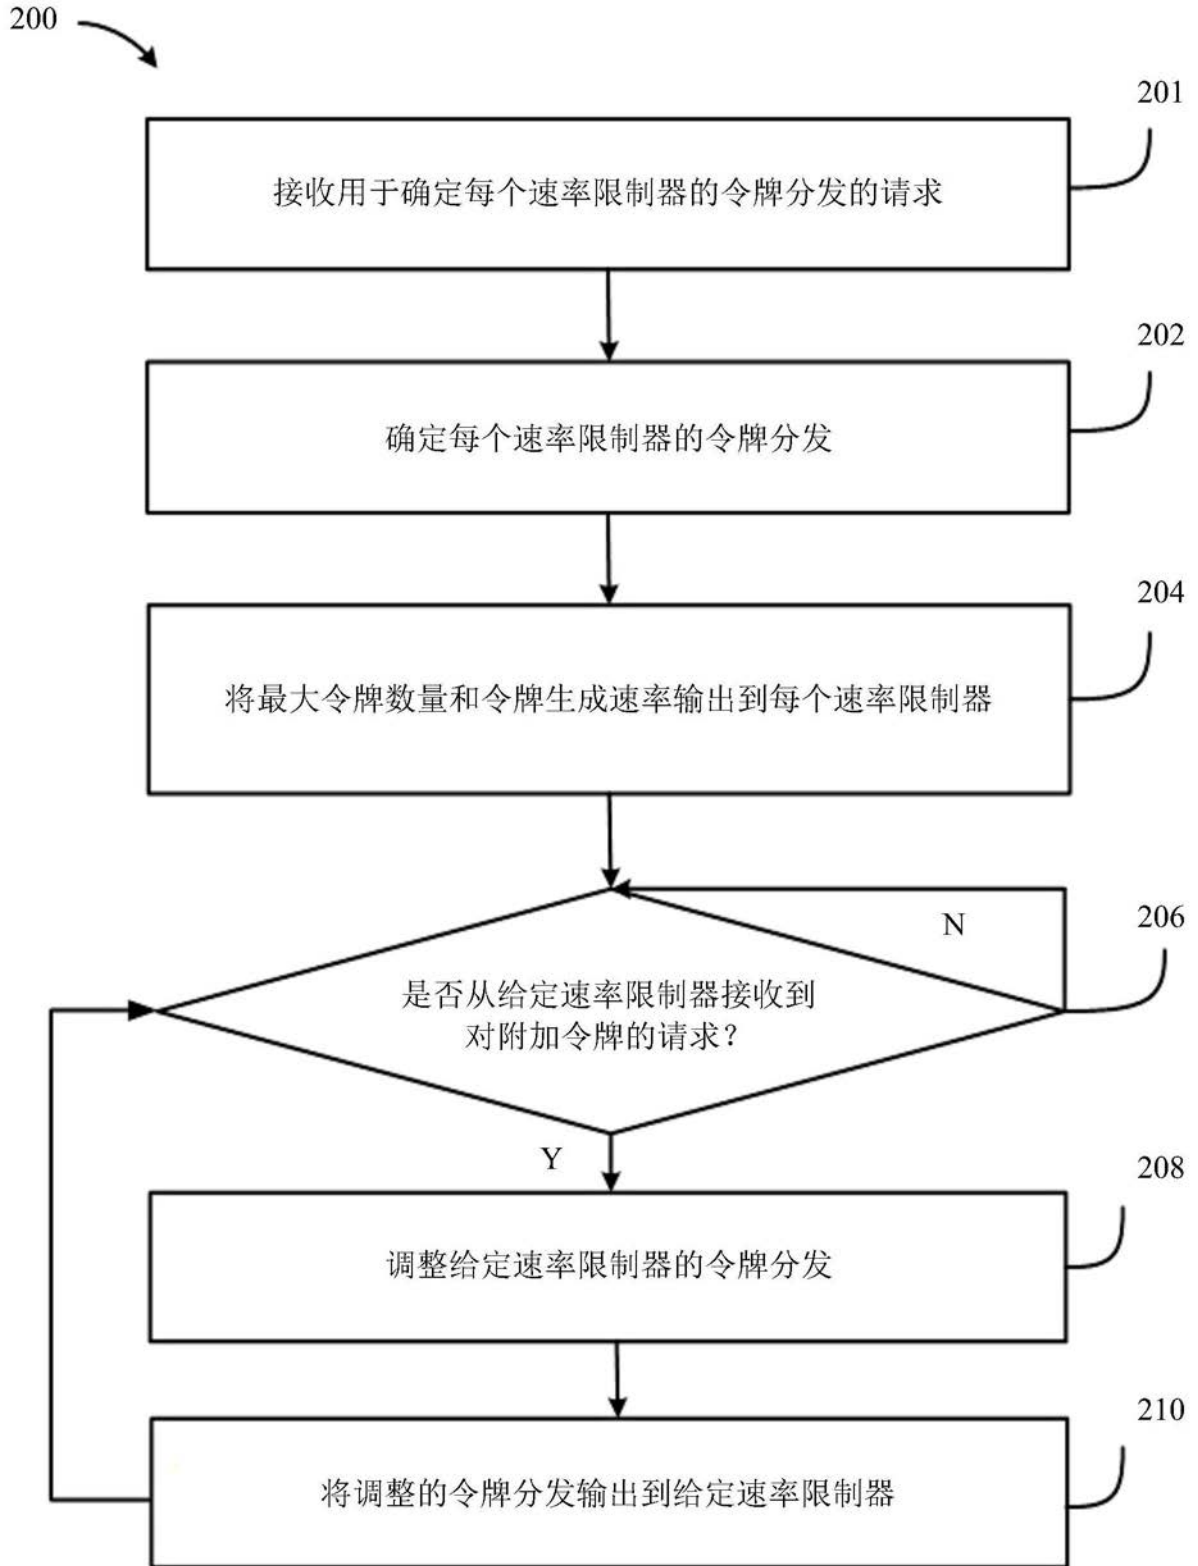 200
201
接收用于确定每个速率限制器的令牌分发的请求
202
确定每个速率限制器的令牌分发
204
将最大令牌数量和令牌生成速率输出到每个速率限制器
N
206
是否从给定速率限制器接收到
对附加令牌的请求？
Y
208
调整给定速率限制器的令牌分发
210
将调整的令牌分发输出到给定速率限制器